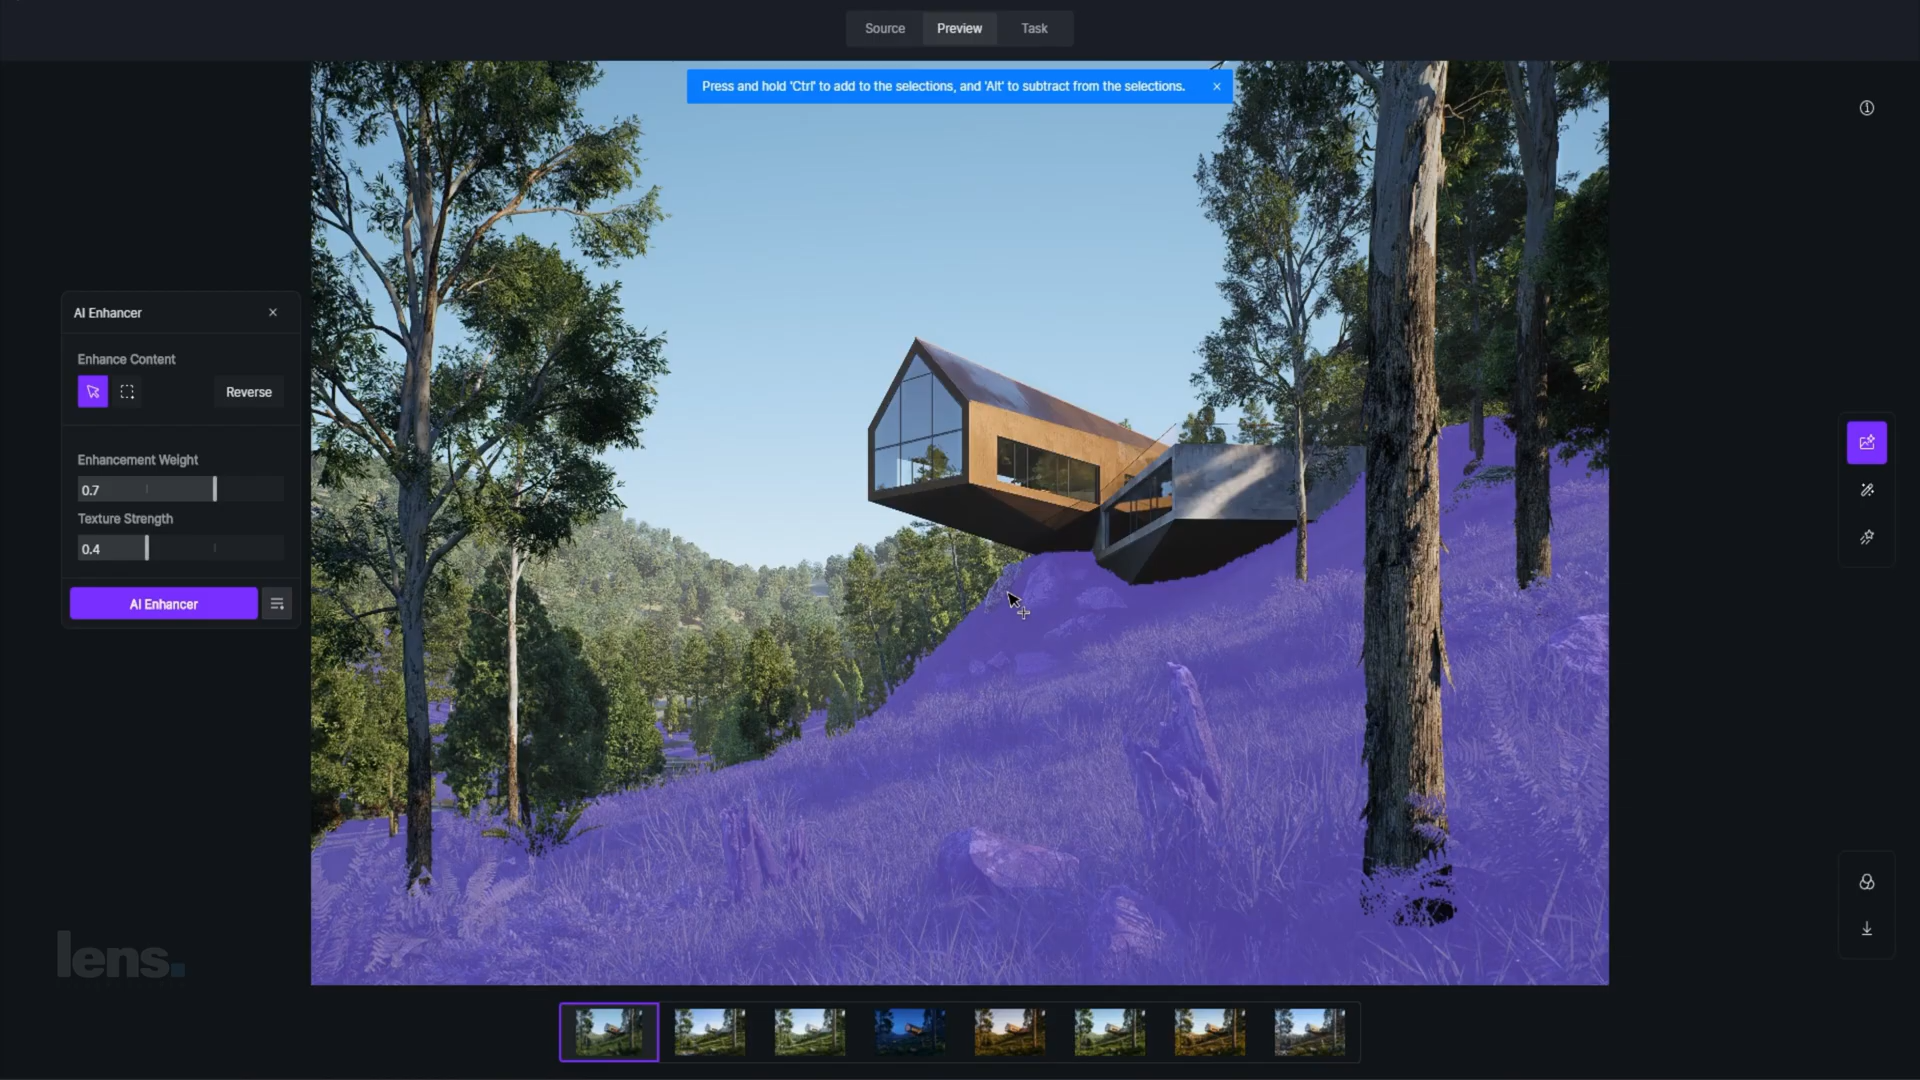 Source Preview Task
Press and hold 'Ctrl' to add to the selections, and 'Alt' to subtract from the selections.
AI Enhancer
Enhance Content
Reverse
Enhancement Weight
0.7
Texture Strength
0.4
AI Enhancer
lens.